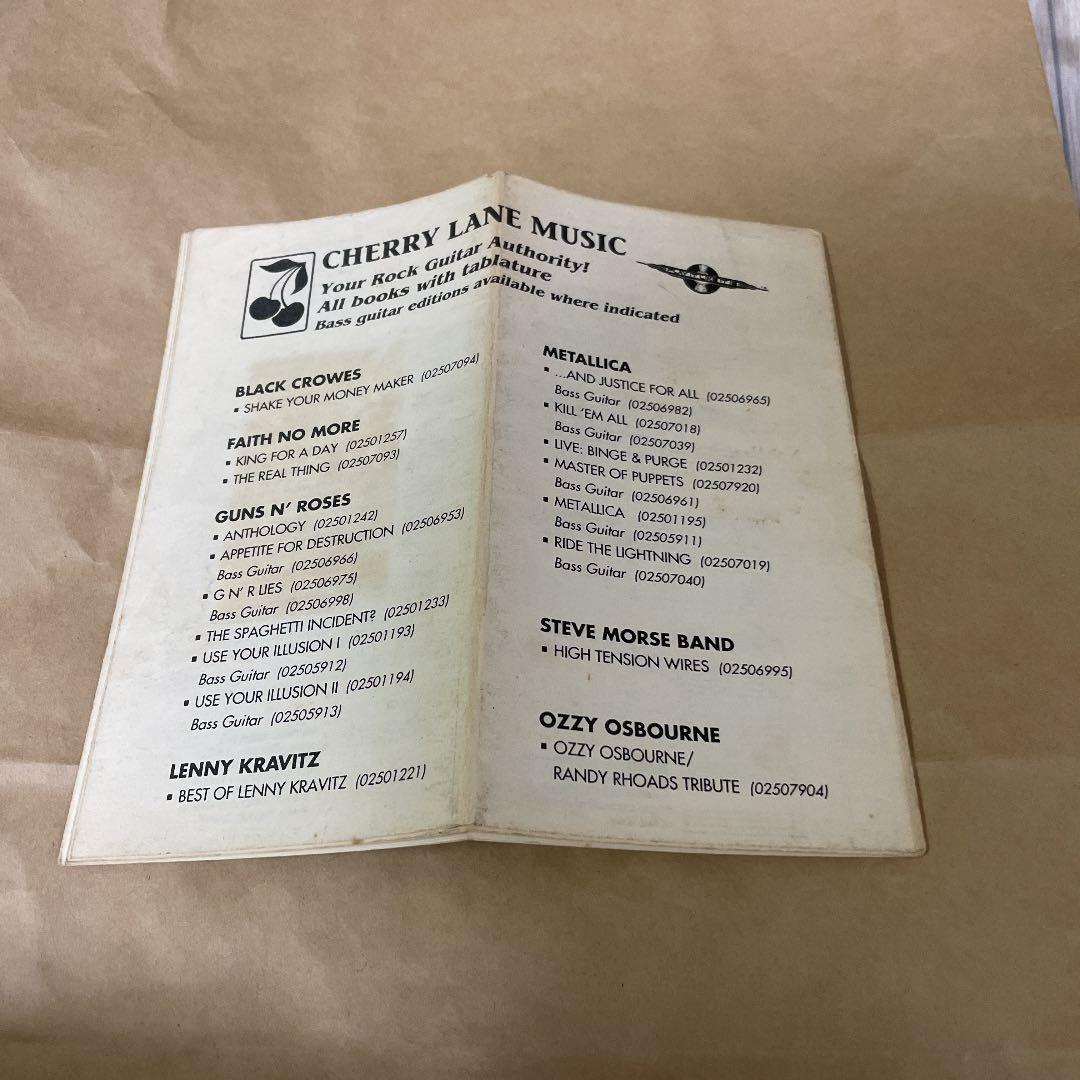 CHERRY LANE MUSIC
Your Rock Guitar Authority!
All books with tablature
Bass guitar editions available where indicated
BLACK CROWES
▪ SHAKE YOUR MONEY MAKER (02507094)
FAITH NO MORE
▪ KING FOR A DAY (02501257)
▪ THE REAL THING (02507093)
GUNS N' ROSES
▪ ANTHOLOGY (02501242)
▪ APPETITE FOR DESTRUCTION (02506953)
Bass Guitar (02506966)
▪ G N' R LIES (02506975)
Bass Guitar (02506998)
▪ THE SPAGHETTI INCIDENT? (02501233)
▪ USE YOUR ILLUSION I (02501193)
Bass Guitar (02505912)
▪ USE YOUR ILLUSION II (02501194)
Bass Guitar (02505913)
LENNY KRAVITZ
▪ BEST OF LENNY KRAVITZ (02501221)
METALLICA
▪ ...AND JUSTICE FOR ALL (02506965)
Bass Guitar (02506982)
▪ KILL 'EM ALL (02507018)
Bass Guitar (02507039)
▪ LIVE: BINGE & PURGE (02501232)
▪ MASTER OF PUPPETS (02507920)
Bass Guitar (02506961)
▪ METALLICA (02501195)
Bass Guitar (02505911)
▪ RIDE THE LIGHTNING (02507019)
Bass Guitar (02507040)
STEVE MORSE BAND
▪ HIGH TENSION WIRES (02506995)
OZZY OSBOURNE
▪ OZZY OSBOURNE/
RANDY RHOADS TRIBUTE (02507904)